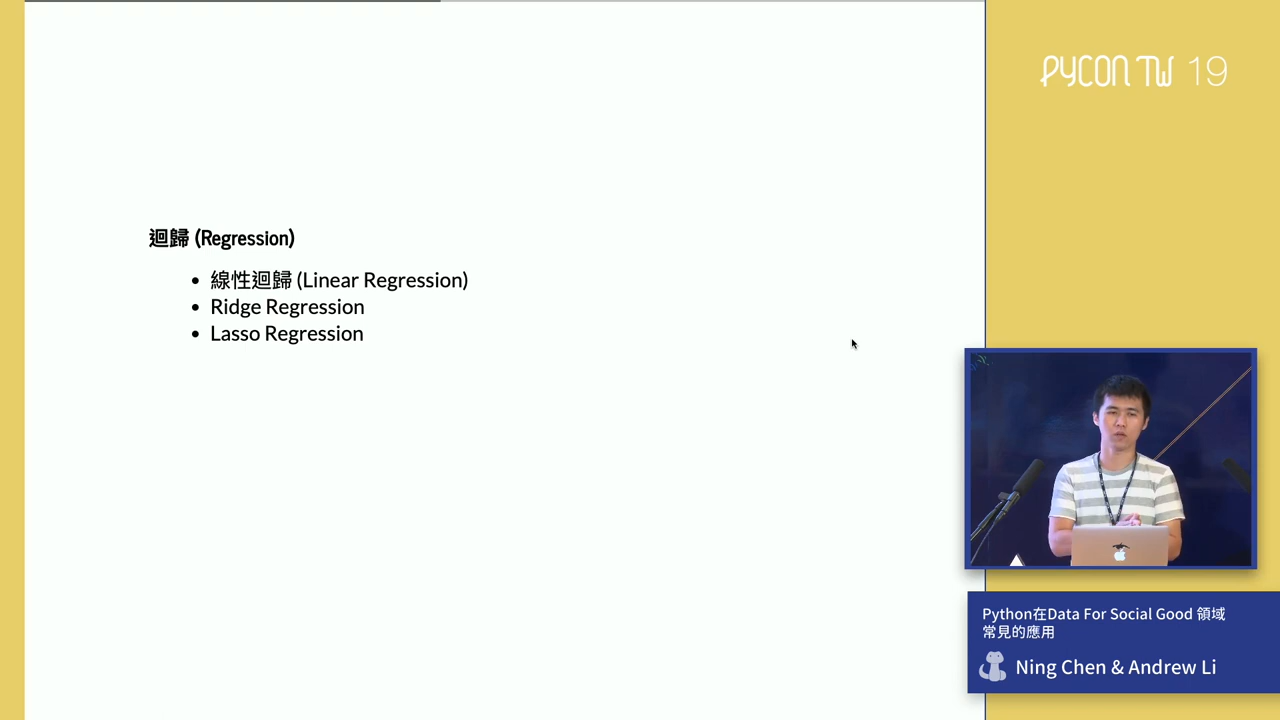 PYCON TW 19
迴歸 (Regression)
線性迴歸 (Linear Regression)
Ridge Regression
Lasso Regression
Python在Data For Social Good 領域
常見的應用
Ning Chen & Andrew Li